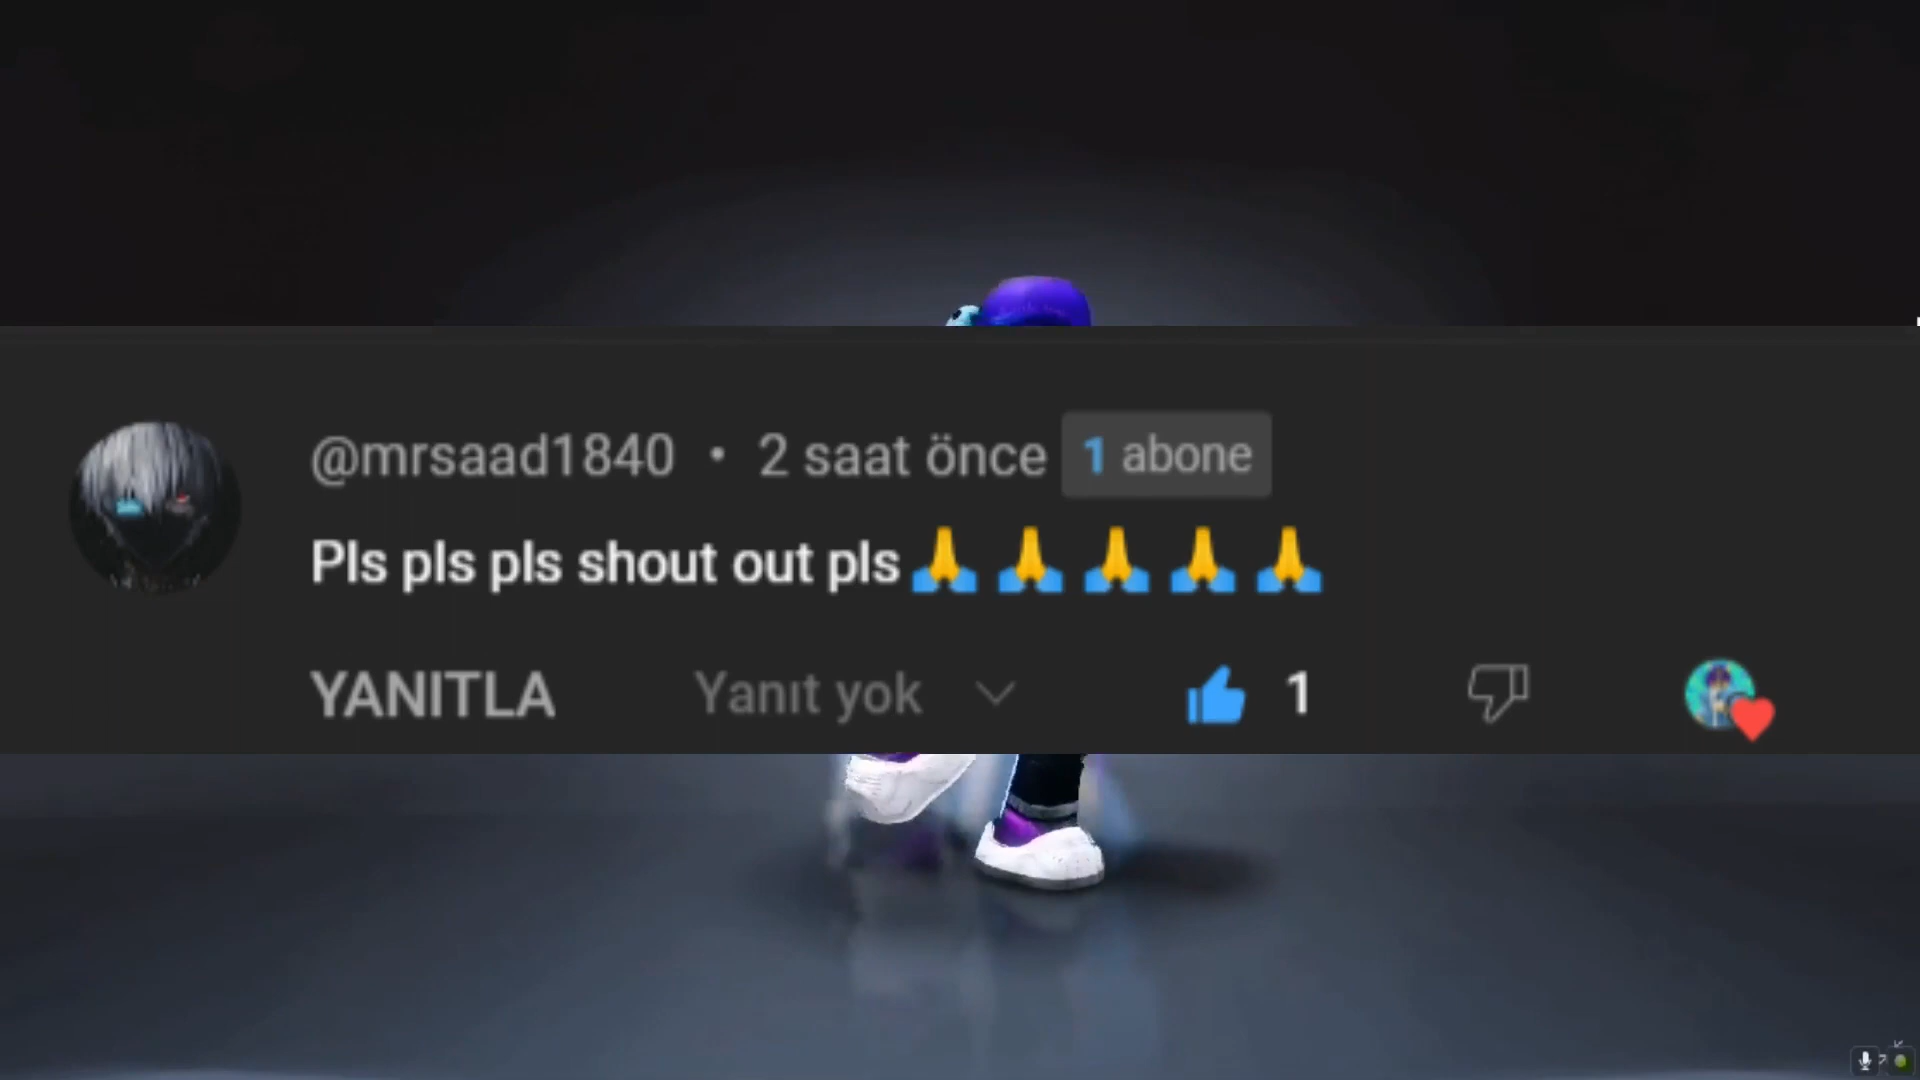 @mrsaad1840 • 2 saat önce 1 abone
Pls pls pls shout out pls🙏🙏🙏🙏🙏
YANITLA Yanıt yok 1